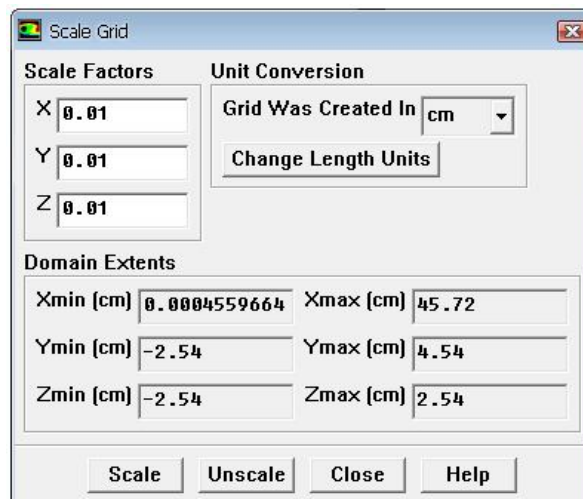 Scale Grid
Scale Factors Unit Conversion
X 0.01 Grid Was Created In cm
Y 0.01 Change Length Units
Z 0.01
Domain Extents
Xmin (cm) 0.0004559664 Xmax (cm) 45.72
Ymin (cm) -2.54 Ymax (cm) 4.54
Zmin (cm) -2.54 Zmax (cm) 2.54
Scale Unscale Close Help